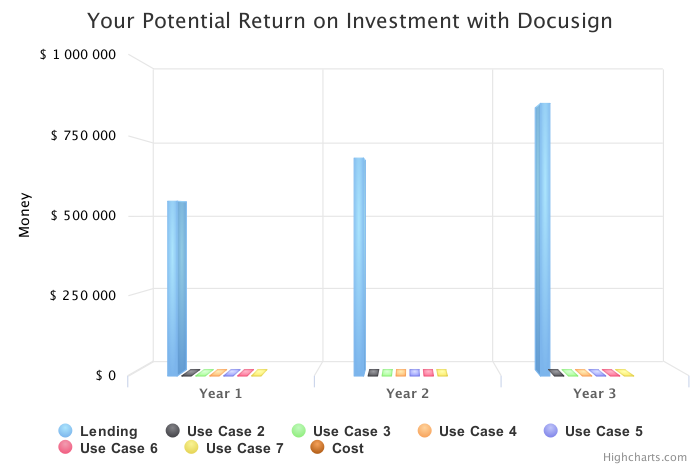 Your Potential Return on Investment with Docusign
$ 1 000 000
$ 750 000
$ 500 000
$ 250 000
$ 0
Money
Year 1
Year 2
Year 3
Lending
Use Case 2
Use Case 3
Use Case 4
Use Case 5
Use Case 6
Use Case 7
Cost
Highcharts.com